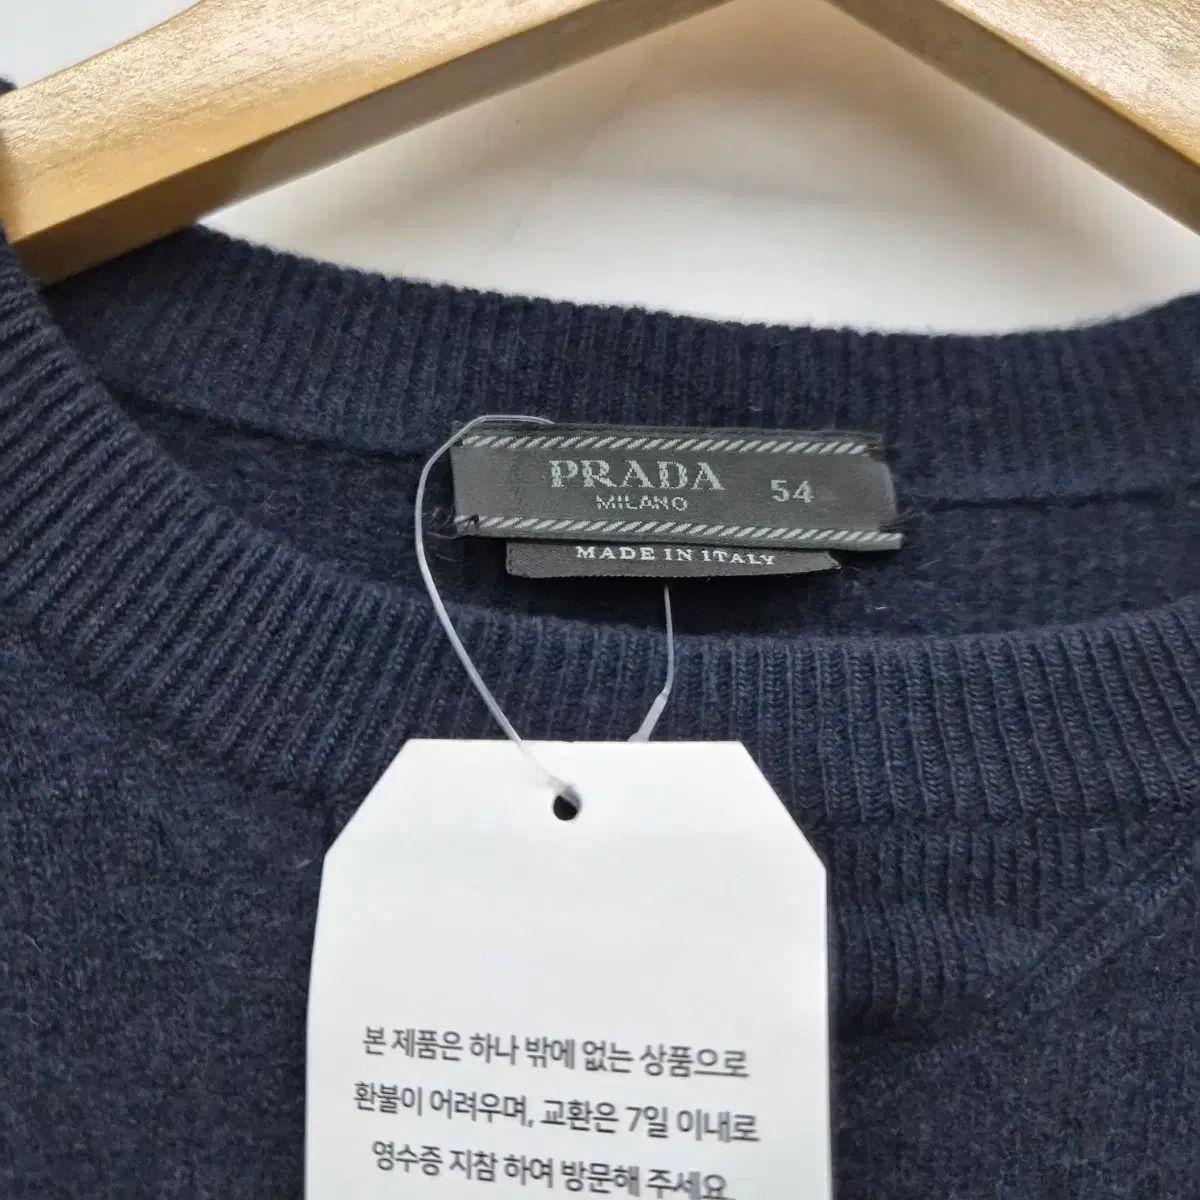 PRADA
MILANO
54
MADE IN ITALY
본 제품은 하나 밖에 없는 상품으로
환불이 어려우며, 교환은 7일 이내로
영수증 지참 하여 방문해 주세요